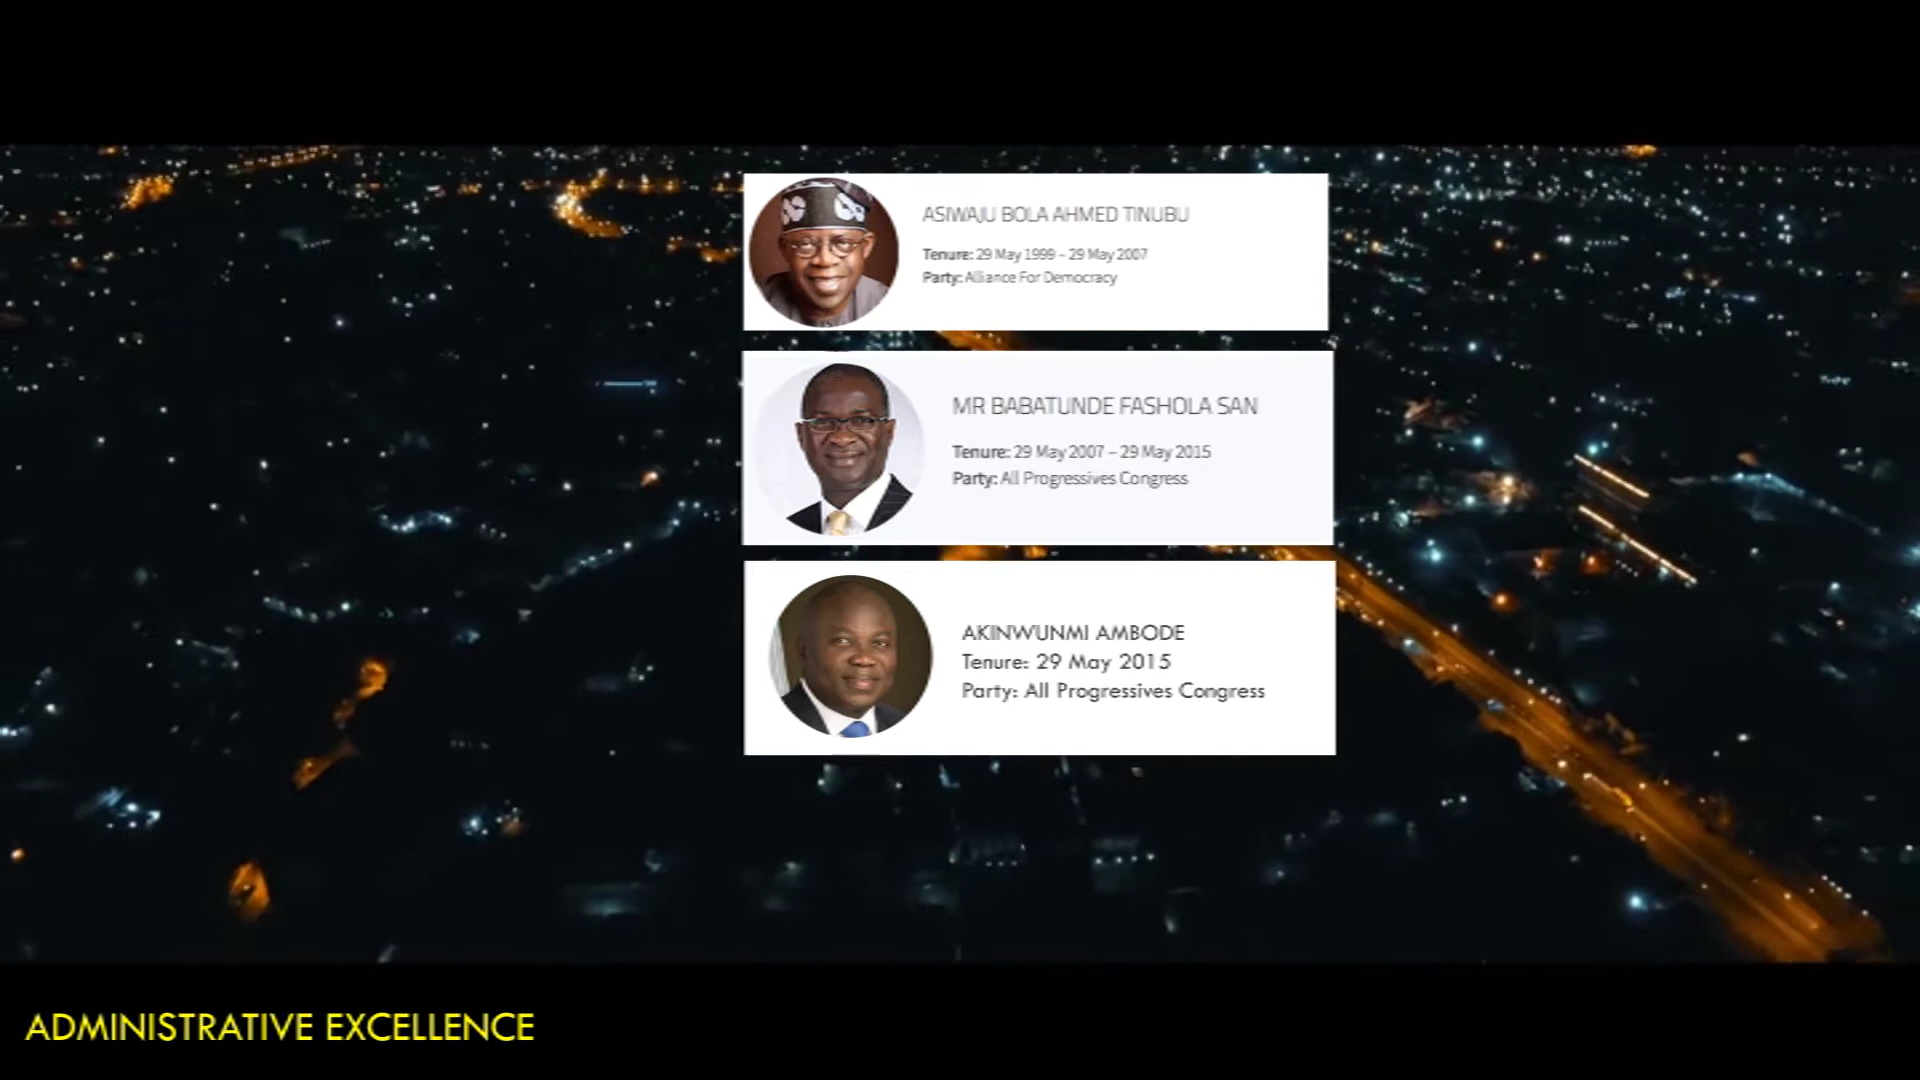 ASIWAJU BOLA AHMED TINUBU
Tenure: 29 May 1999 – 29 May 2007
Party: Alliance For Democracy
MR BABATUNDE FASHOLA SAN
Tenure: 29 May 2007 – 29 May 2015
Party: All Progressives Congress
AKINWUNMI AMBODE
Tenure: 29 May 2015
Party: All Progressives Congress
ADMINISTRATIVE EXCELLENCE